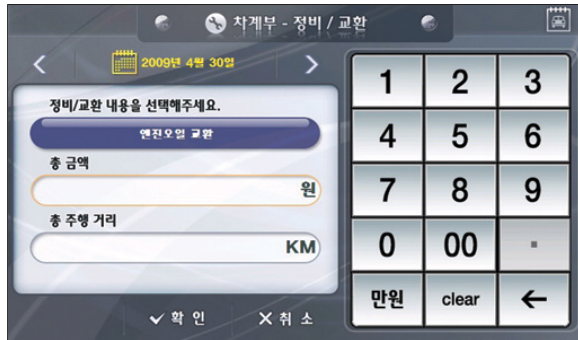 차계부 - 정비 / 교환
2009년 4월 30일
정비/교환 내용을 선택해주세요.
엔진오일 교환
총 금액
원
총 주행 거리
KM
확 인
취 소
1 2 3
4 5 6
7 8 9
0 00 .
만원 clear ←